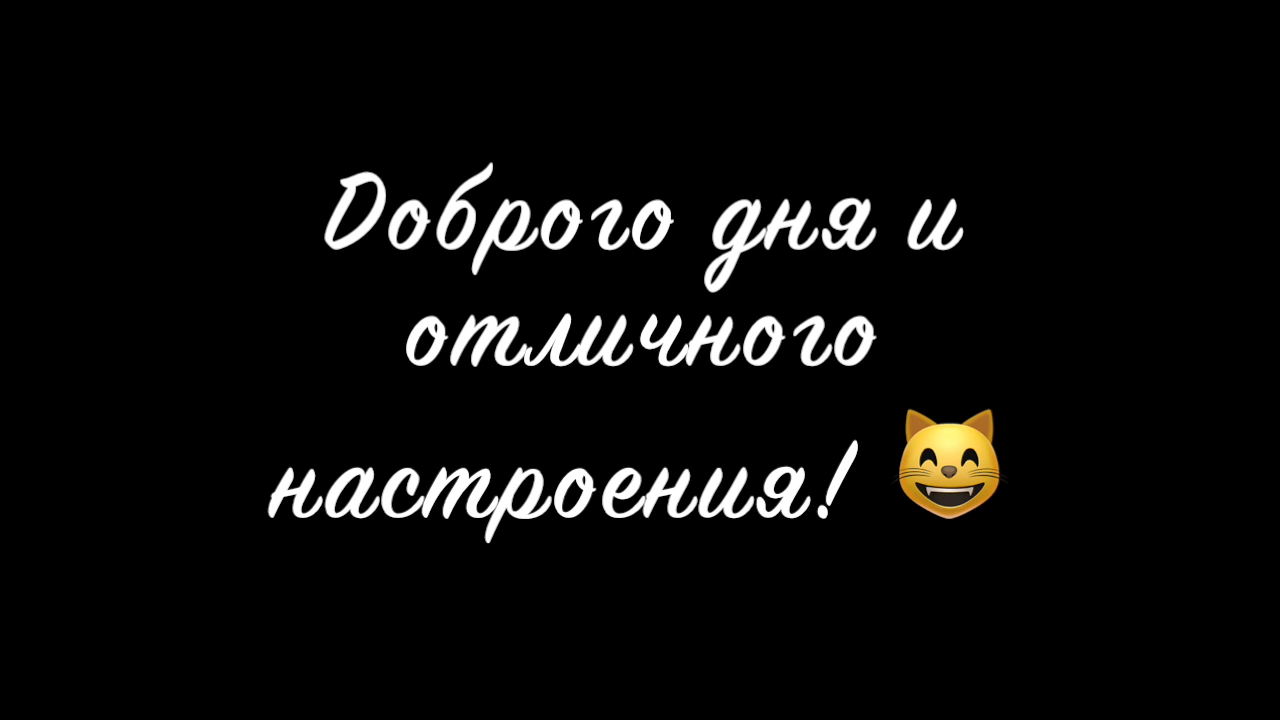 Доброго дня и
отличного
настроения! 😸